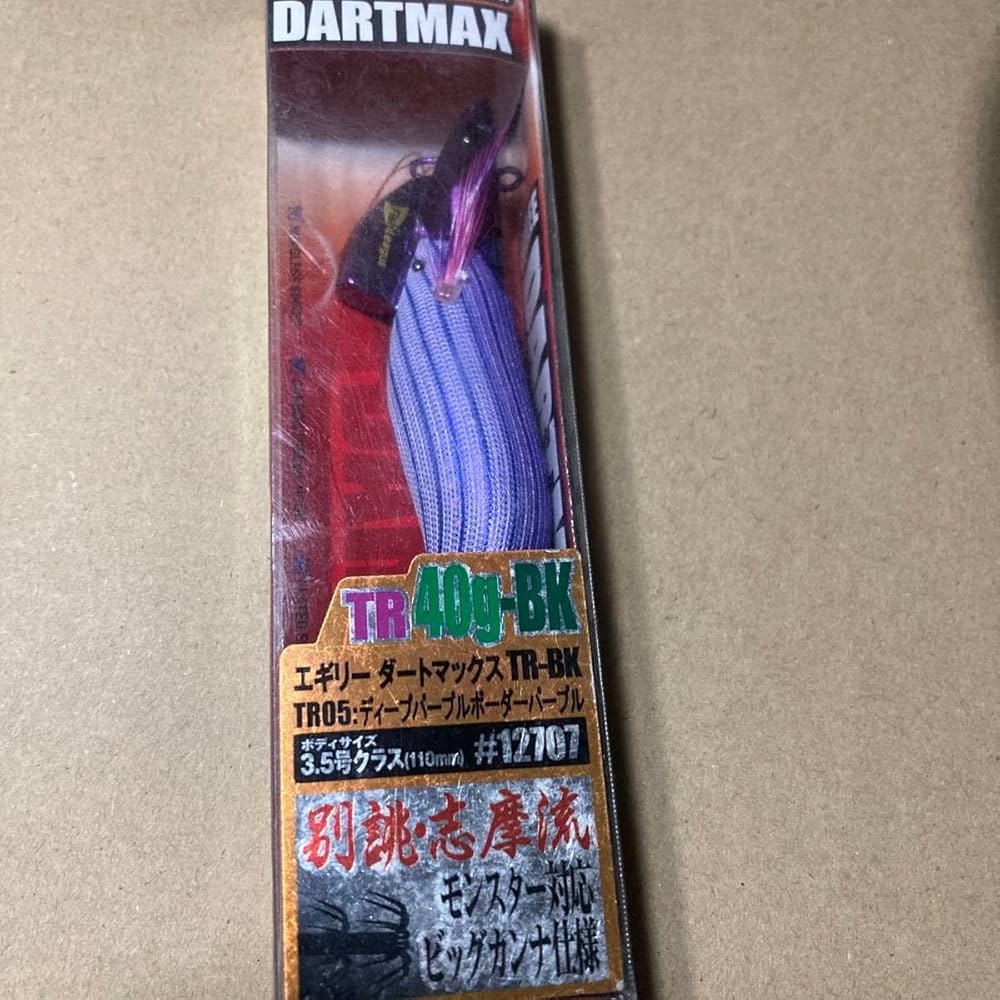 DARTMAX
FishLeague
TR 40g-BK
エギリー ダートマックス TR-BK
TR05:ディープパープルボーダーパープル
ボディサイズ
3.5号クラス(110mm) #12707
別誂・志摩流
モンスター対応
ビッグカンナ仕様